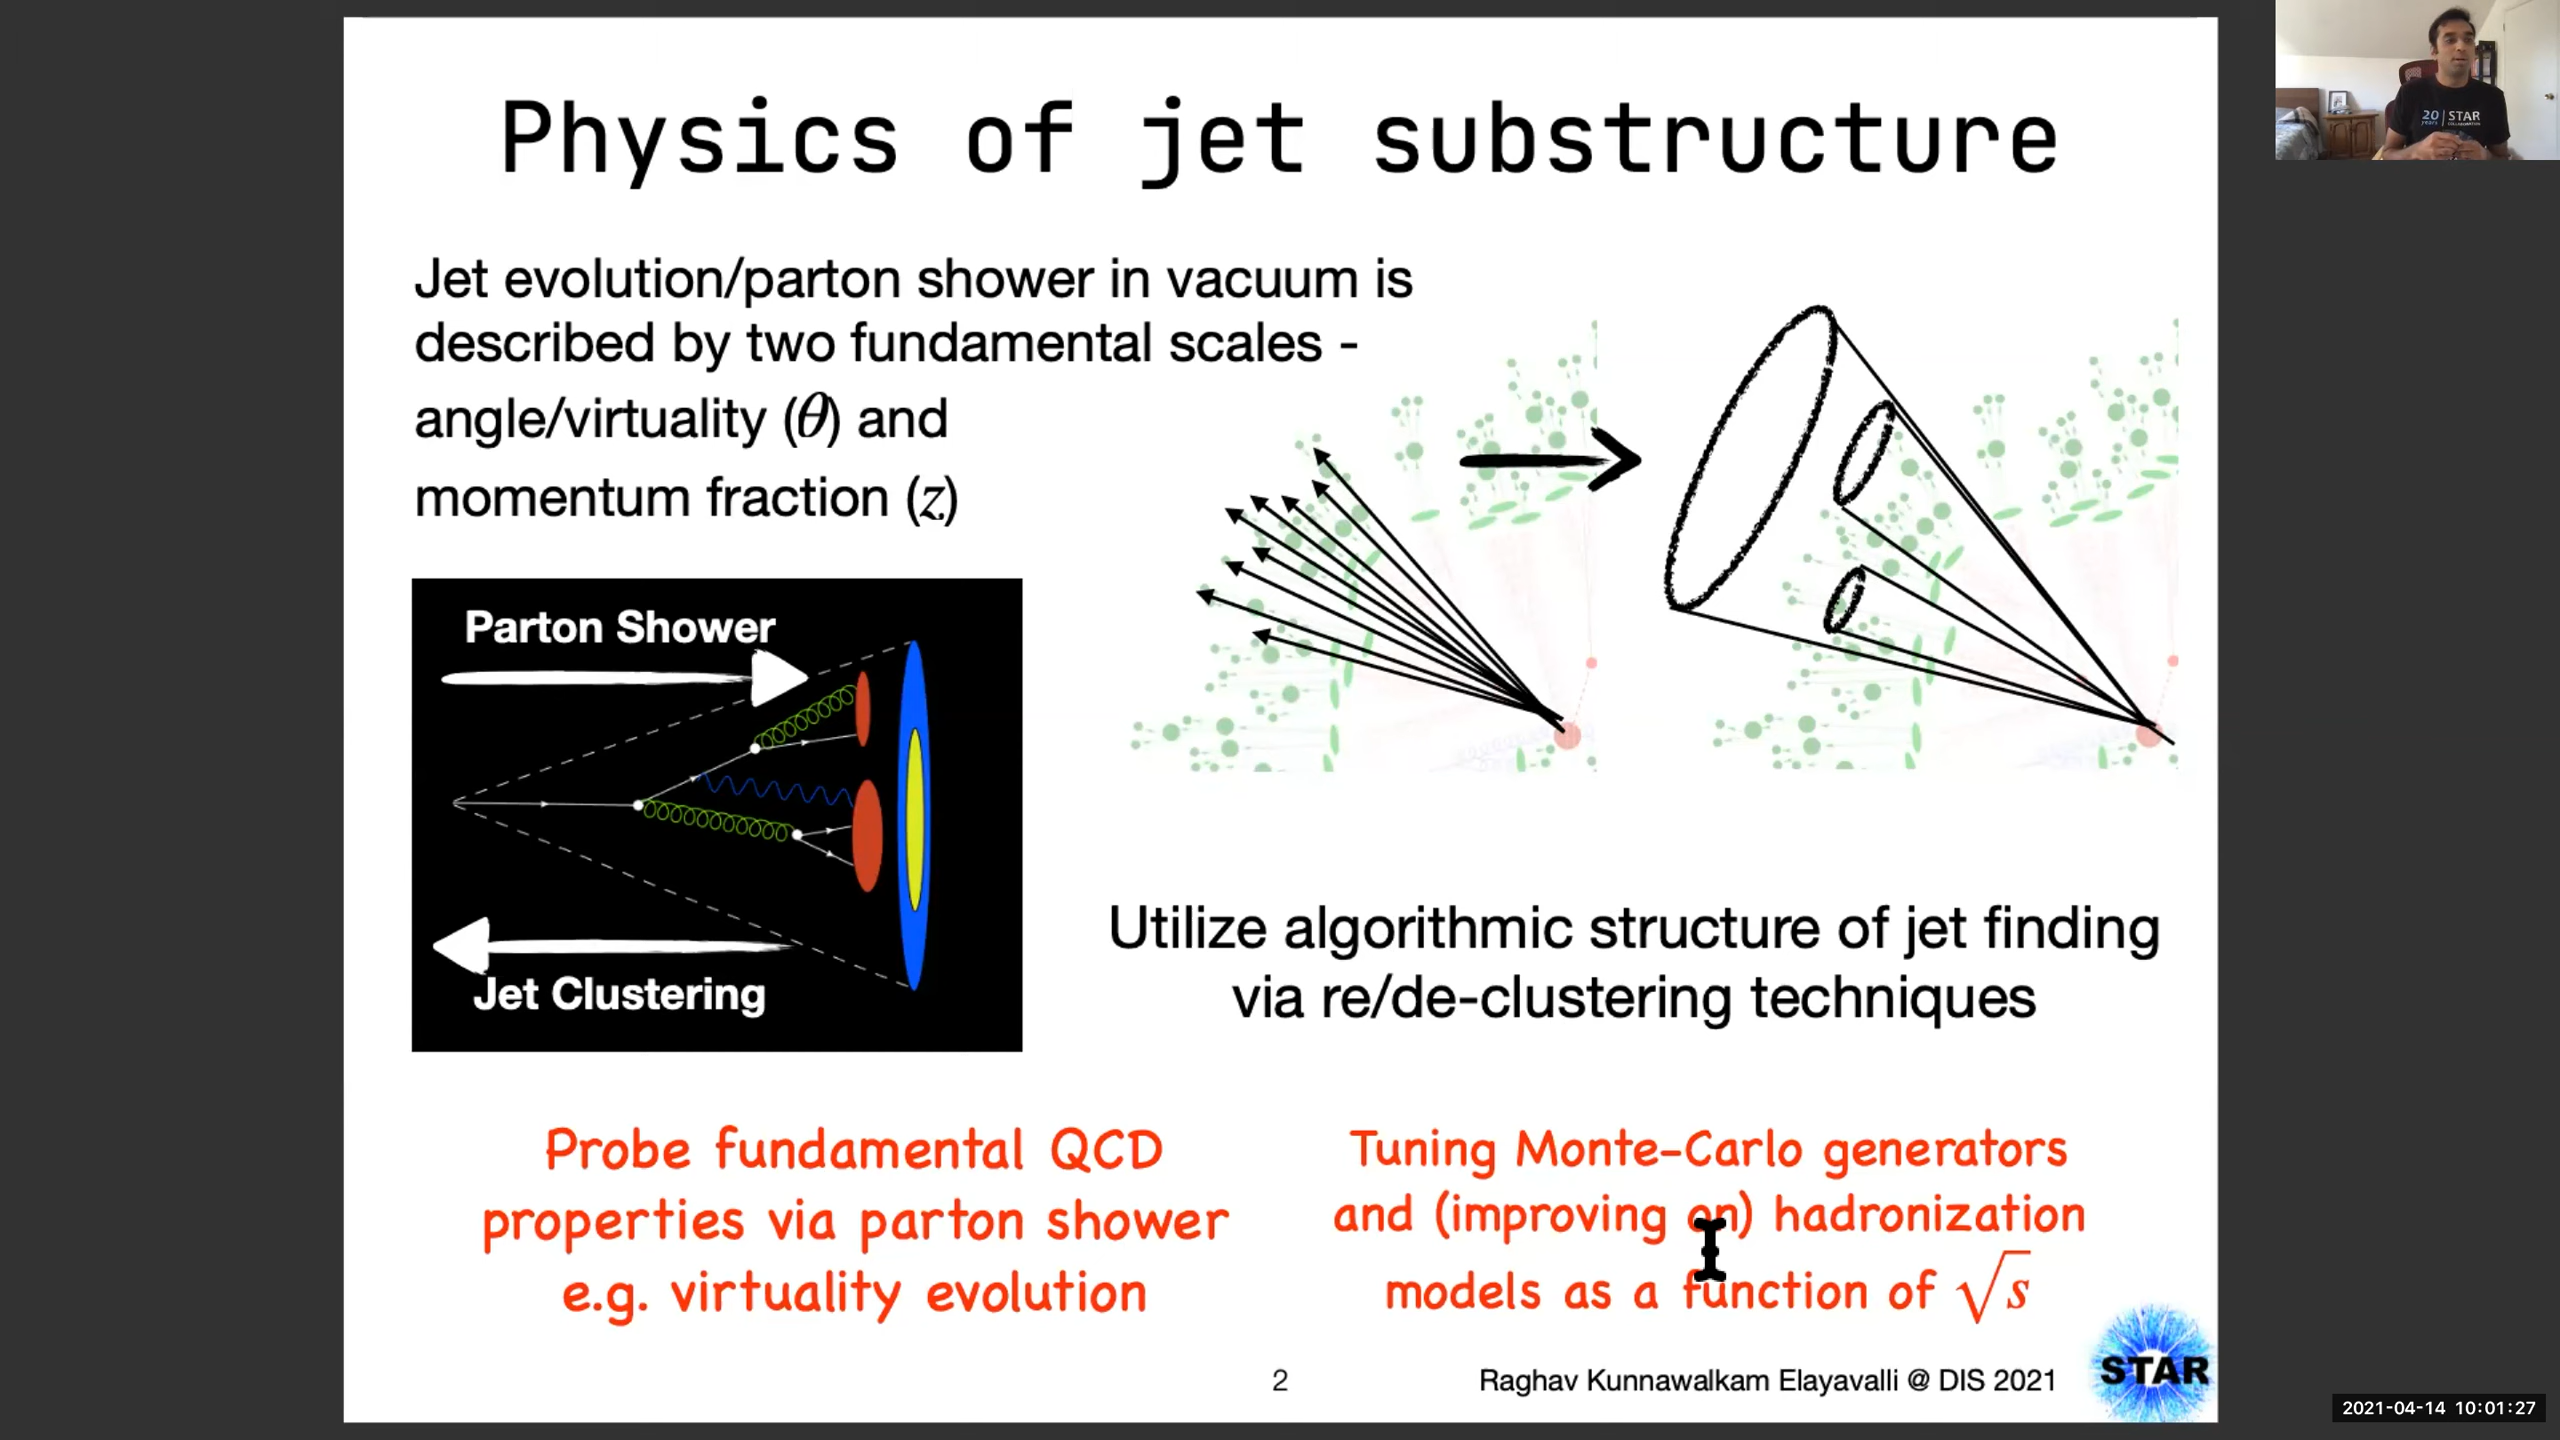 Physics of jet substructure
Jet evolution/parton shower in vacuum is
described by two fundamental scales -
angle/virtuality (θ) and
momentum fraction (z)
Parton Shower
Jet Clustering
Utilize algorithmic structure of jet finding
via re/de-clustering techniques
Probe fundamental QCD
properties via parton shower
e.g. virtuality evolution
Tuning Monte-Carlo generators
and (improving on) hadronization
models as a function of √s
2
Raghav Kunnawalkam Elayavalli @ DIS 2021
STAR
20 years | STAR
2021-04-14 10:01:27